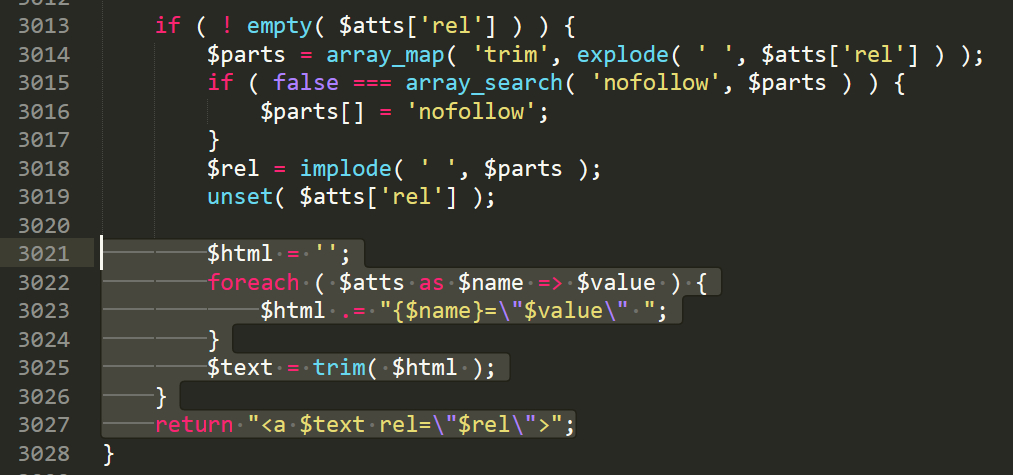 3013 if ( ! empty( $atts['rel'] ) ) {
3014 $parts = array_map( 'trim', explode( ' ', $atts['rel'] ) );
3015 if ( false === array_search( 'nofollow', $parts ) ) {
3016 $parts[] = 'nofollow';
3017 }
3018 $rel = implode( ' ', $parts );
3019 unset( $atts['rel'] );
3020
3021 $html = '';
3022 foreach ( $atts as $name => $value ) {
3023 $html .= "{$name}=\"$value\" ";
3024 }
3025 $text = trim( $html );
3026 }
3027 return "<a $text rel=\"$rel\">";
3028 }